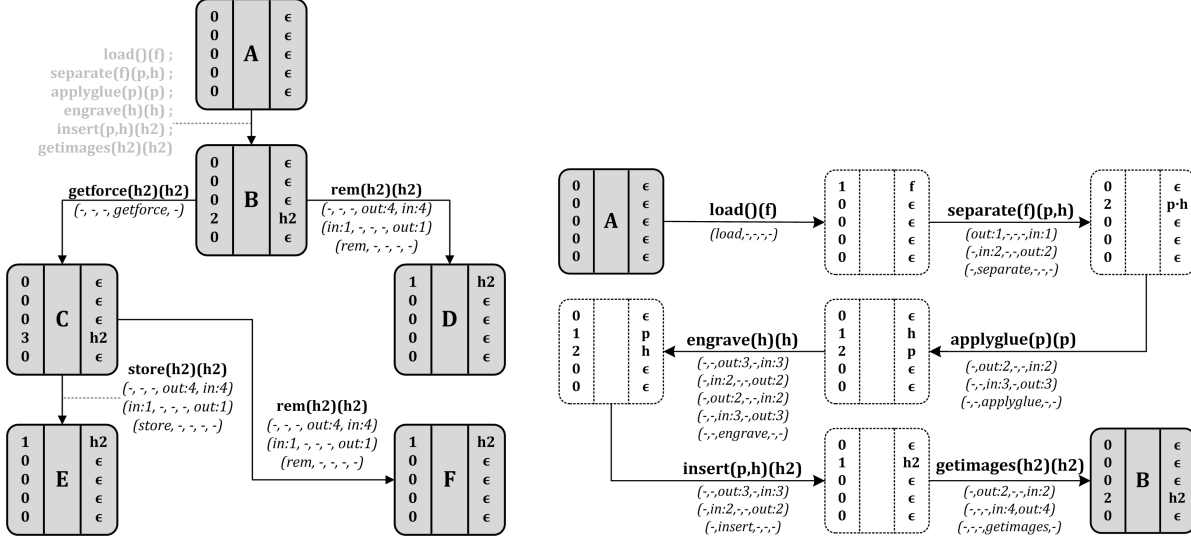 0 ϵ
0 ϵ
0 A ϵ
0 ϵ
0 ϵ
load()(f) ;
separate(f)(p,h) ;
applyglue(p)(p) ;
engrave(h)(h) ;
insert(p,h)(h2) ;
getimages(h2)(h2)
0 ϵ
0 ϵ
0 B ϵ
2 h2
0 ϵ
getforce(h2)(h2)
(-, -, -, getforce, -)
rem(h2)(h2)
(-, -, -, out:4, in:4)
(in:1, -, -, -, out:1)
(rem, -, -, -, -)
0 ϵ
0 ϵ
0 C ϵ
3 h2
0 ϵ
1 h2
0 ϵ
0 D ϵ
0 ϵ
0 ϵ
store(h2)(h2)
(-, -, -, out:4, in:4)
(in:1, -, -, -, out:1)
(store, -, -, -, -)
rem(h2)(h2)
(-, -, -, out:4, in:4)
(in:1, -, -, -, out:1)
(rem, -, -, -, -)
1 h2
0 ϵ
0 E ϵ
0 ϵ
0 ϵ
1 h2
0 ϵ
0 F ϵ
0 ϵ
0 ϵ
0 ϵ
0 ϵ
0 A ϵ
0 ϵ
0 ϵ
load()(f)
(load,-,-,-,-)
1 f
0 ϵ
0 ϵ
0 ϵ
0 ϵ
separate(f)(p,h)
(out:1,-,-,-,in:1)
(-,in:2,-,-,out:2)
(-,separate,-,-,-)
0 ϵ
2 p·h
0 ϵ
0 ϵ
0 ϵ
applyglue(p)(p)
(-,out:2,-,-,in:2)
(-,-,in:3,-,out:3)
(-,-,applyglue,-,-)
0 ϵ
1 h
2 p
0 ϵ
0 ϵ
engrave(h)(h)
(-,-,out:3,-,in:3)
(-,in:2,-,-,out:2)
(-,out:2,-,-,in:2)
(-,-,in:3,-,out:3)
(-,-,engrave,-,-)
0 ϵ
1 p
2 h
0 ϵ
0 ϵ
insert(p,h)(h2)
(-,-,out:3,-,in:3)
(-,in:2,-,-,out:2)
(-,insert,-,-,-)
0 ϵ
1 h2
0 ϵ
0 ϵ
0 ϵ
getimages(h2)(h2)
(-,out:2,-,-,in:2)
(-,-,-,in:4,out:4)
(-,-,-,getimages,-)
0 ϵ
0 ϵ
0 B ϵ
2 h2
0 ϵ